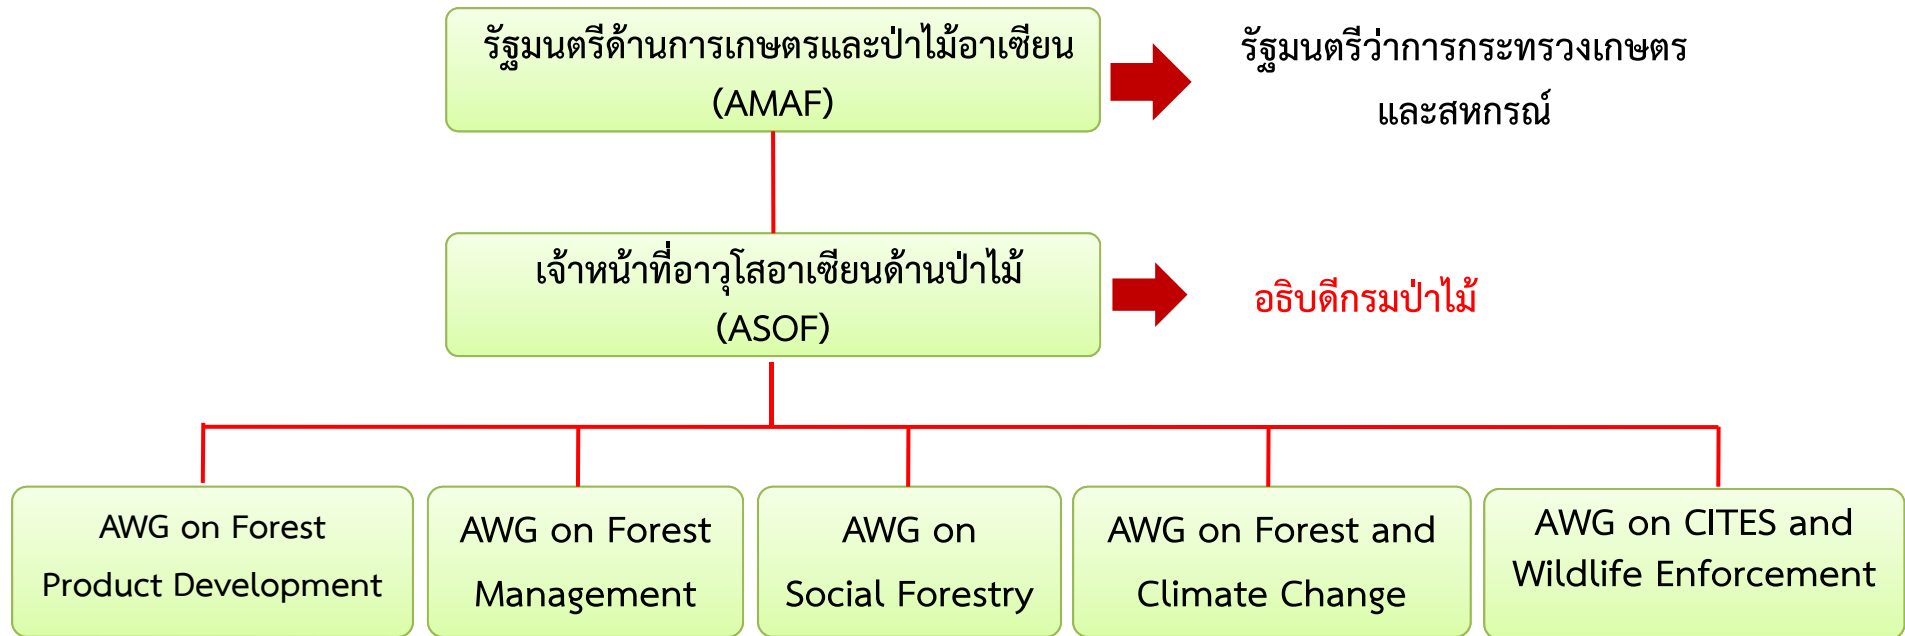 รัฐมนตรีด้านการเกษตรและป่าไม้อาเซียน
(AMAF)
รัฐมนตรีว่าการกระทรวงเกษตร
และสหกรณ์
เจ้าหน้าที่อาวุโสอาเซียนด้านป่าไม้
(ASOF)
อธิบดีกรมป่าไม้
AWG on Forest
Product Development
AWG on Forest
Management
AWG on
Social Forestry
AWG on Forest and
Climate Change
AWG on CITES and
Wildlife Enforcement